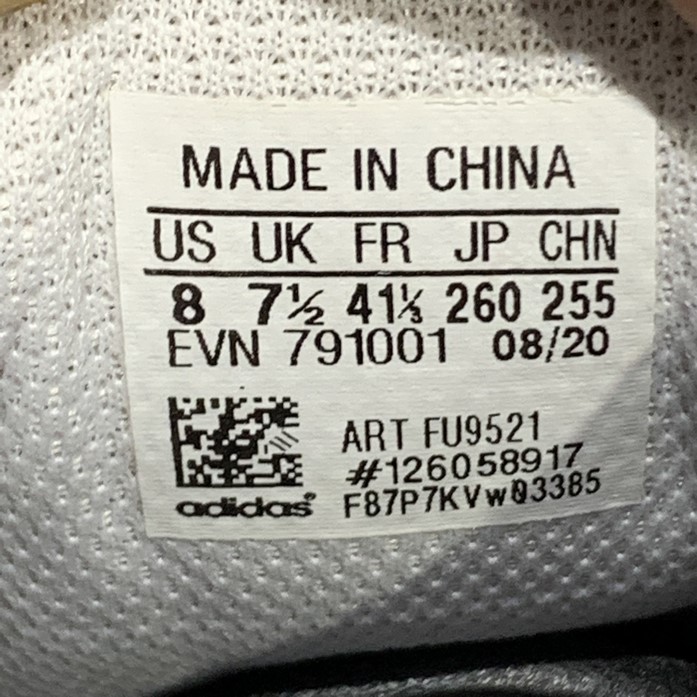 MADE IN CHINA
US UK FR JP CHN
8 7½ 41⅓ 260 255
EVN 791001 08/20
ART FU9521
#126058917
F87P7KVw03385
adidas®